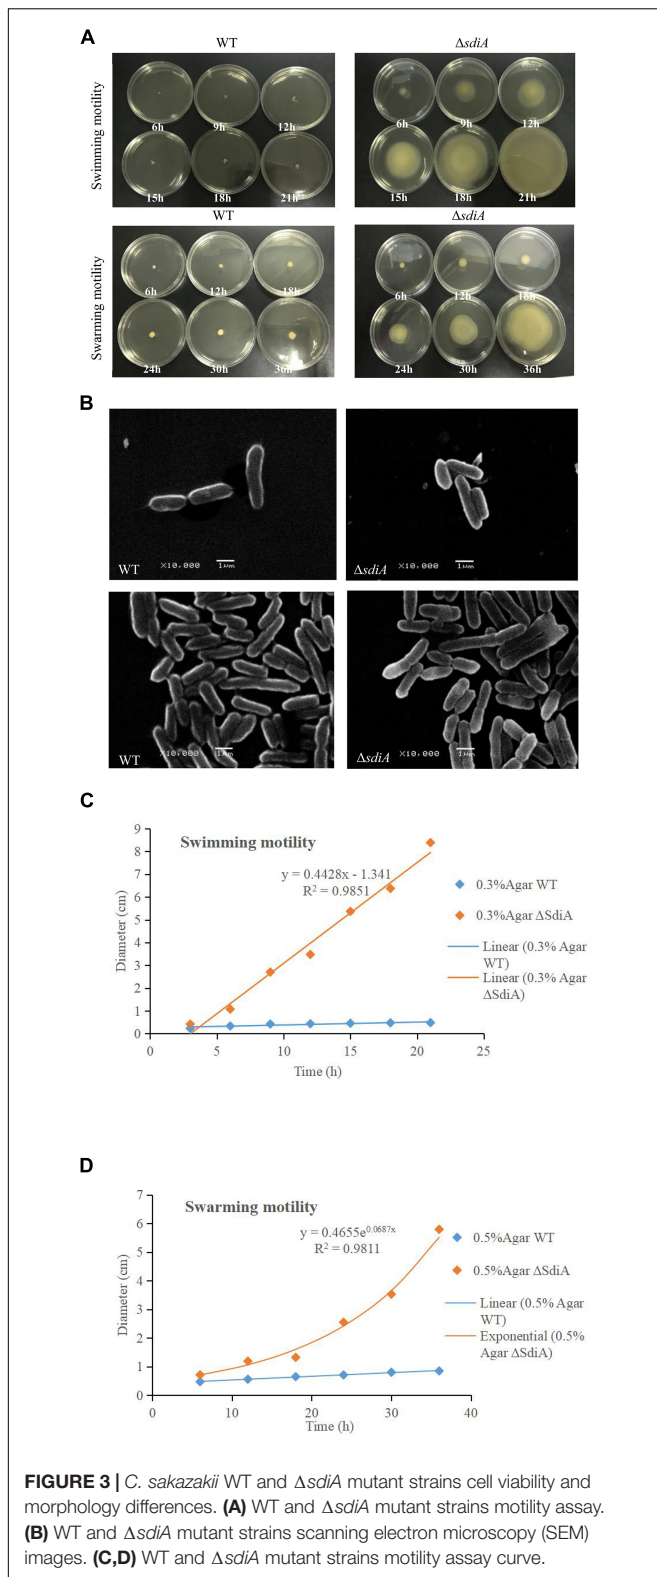 A
WT
ΔsdiA
Swimming motility
6h
9h
12h
15h
18h
21h
6h
9h
12h
15h
18h
21h
WT
ΔsdiA
Swarming motility
6h
12h
18h
24h
30h
36h
6h
12h
18h
24h
30h
36h
B
WT
×10,000 1μm
ΔsdiA
×10,000 1μm
WT
×10,000 1μm
ΔsdiA
×10,000 1μm
C
Swimming motility
y = 0.4428x - 1.341
R² = 0.9851
Diameter (cm)
9
8
7
6
5
4
3
2
1
0
0 5 10 15 20 25
Time (h)
0.3%Agar WT
0.3%Agar ΔSdiA
Linear (0.3% Agar
WT)
Linear (0.3% Agar
ΔSdiA)
D
Swarming motility
y = 0.4655e^0.0687x
R² = 0.9811
Diameter (cm)
7
6
5
4
3
2
1
0
0 10 20 30 40
Time (h)
0.5%Agar WT
0.5%Agar ΔSdiA
Linear (0.5% Agar
WT)
Exponential (0.5%
Agar ΔSdiA)
FIGURE 3 | C. sakazakii WT and ΔsdiA mutant strains cell viability and
morphology differences. (A) WT and ΔsdiA mutant strains motility assay.
(B) WT and ΔsdiA mutant strains scanning electron microscopy (SEM)
images. (C,D) WT and ΔsdiA mutant strains motility assay curve.